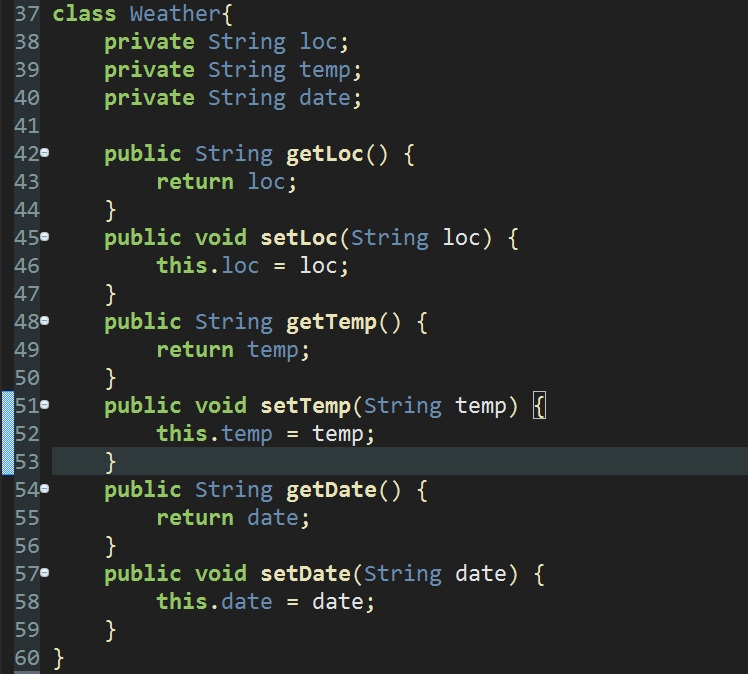 37 class Weather{
38     private String loc;
39     private String temp;
40     private String date;
41
42     public String getLoc() {
43         return loc;
44     }
45     public void setLoc(String loc) {
46         this.loc = loc;
47     }
48     public String getTemp() {
49         return temp;
50     }
51     public void setTemp(String temp) {
52         this.temp = temp;
53     }
54     public String getDate() {
55         return date;
56     }
57     public void setDate(String date) {
58         this.date = date;
59     }
60 }